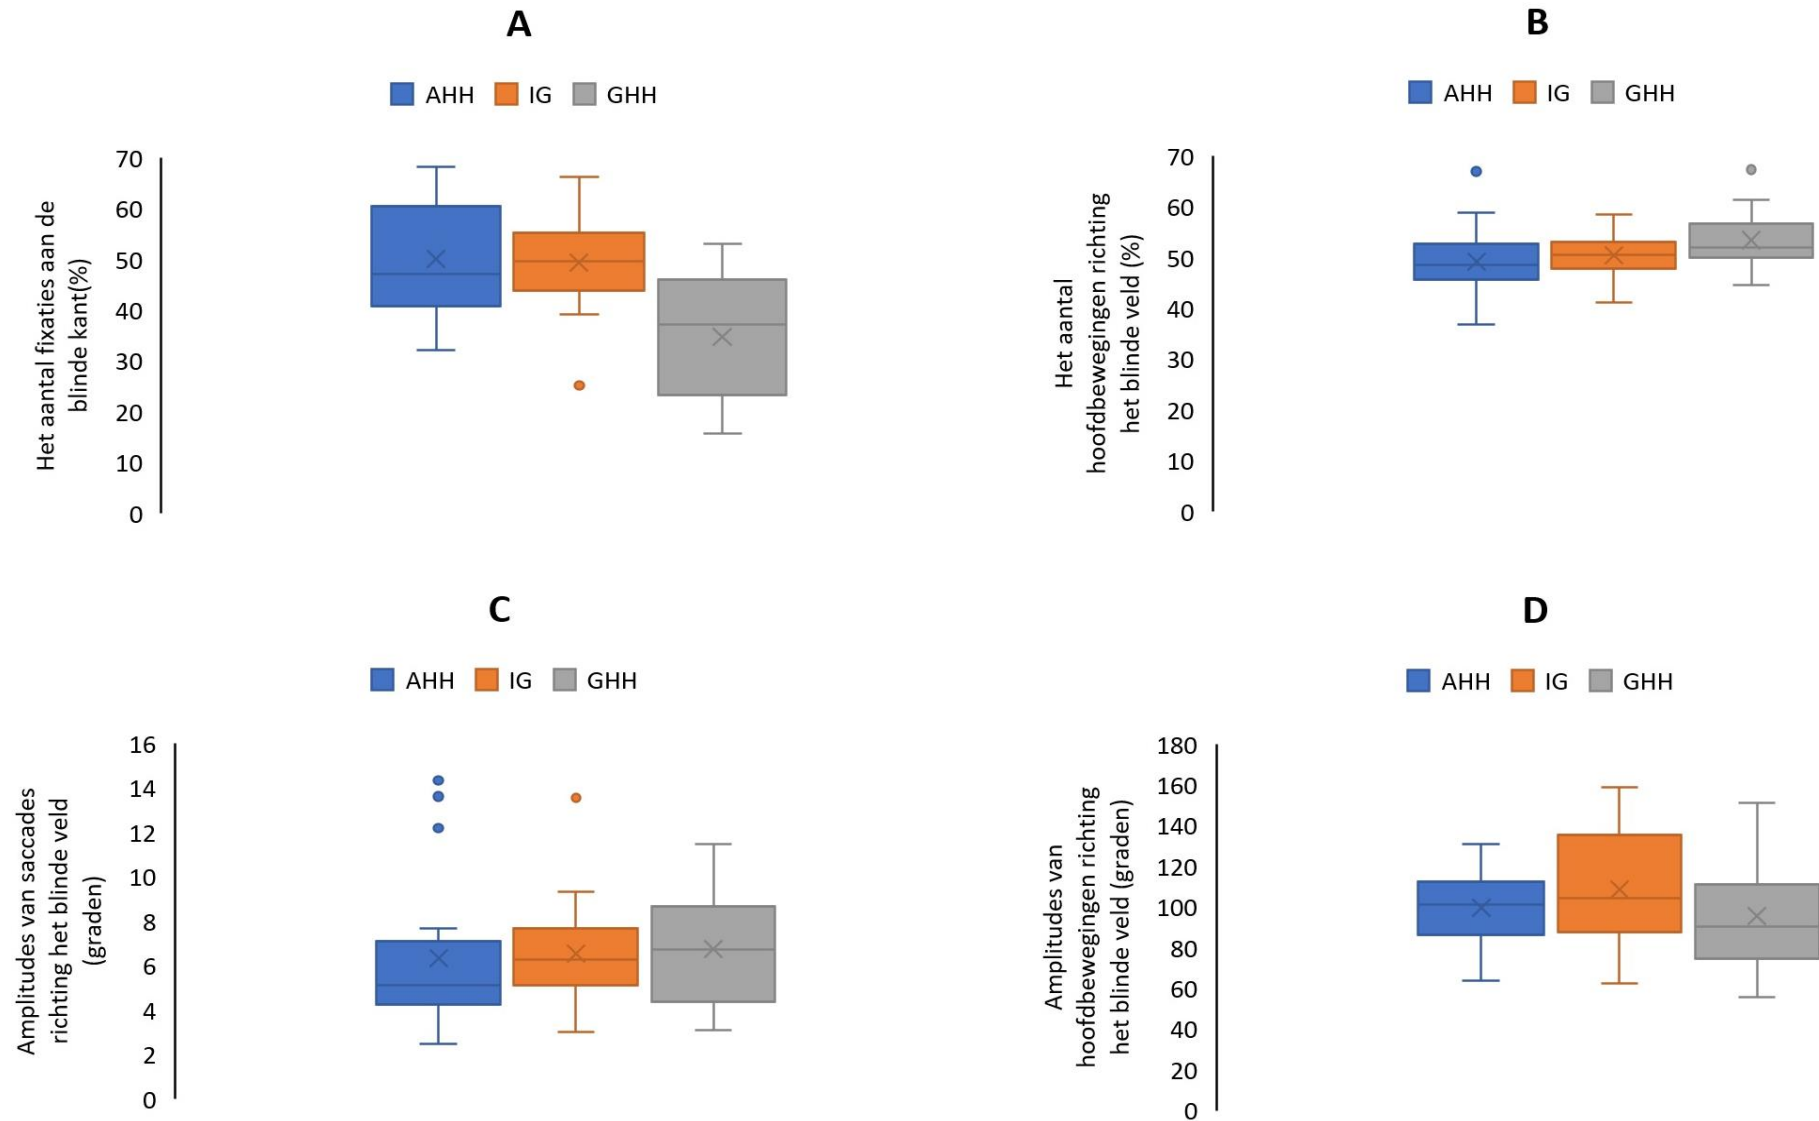 A
AHH IG GHH
Het aantal fixaties aan de
blinde kant(%)
70
60
50
40
30
20
10
0
B
AHH IG GHH
Het aantal
hoofdbewegingen richting
het blinde veld (%)
70
60
50
40
30
20
10
0
C
AHH IG GHH
Amplitudes van saccades
richting het blinde veld
(graden)
16
14
12
10
8
6
4
2
0
D
AHH IG GHH
Amplitudes van
hoofdbewegingen richting
het blinde veld (graden)
180
160
140
120
100
80
60
40
20
0